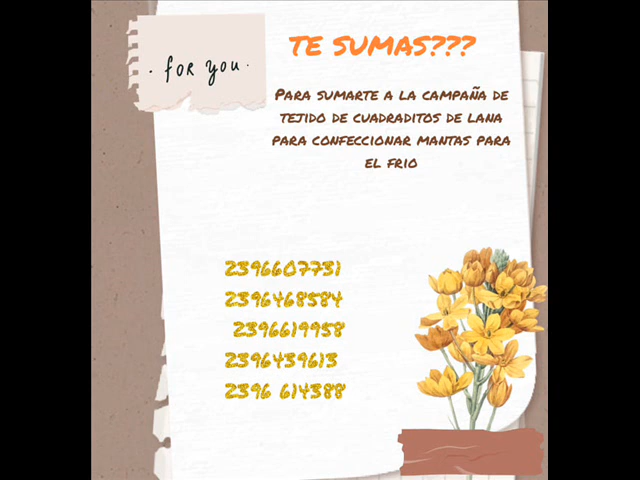 . for you .
TE SUMAS???
PARA SUMARTE A LA CAMPAÑA DE
TEJIDO DE CUADRADITOS DE LANA
PARA CONFECCIONAR MANTAS PARA
EL FRIO
2396607731
2396468584
2396619958
2396439613
2396 614388